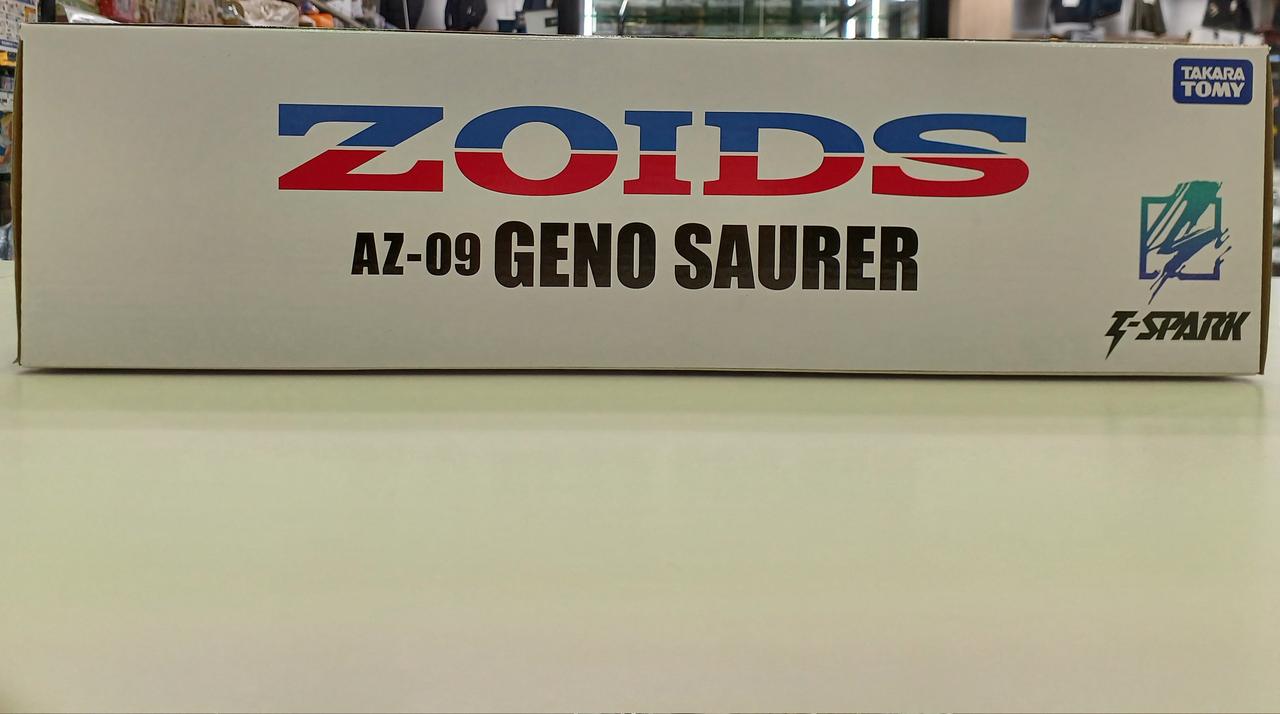 TAKARA
TOMY
ZOIDS
AZ-09 GENO SAURER
T-SPARK